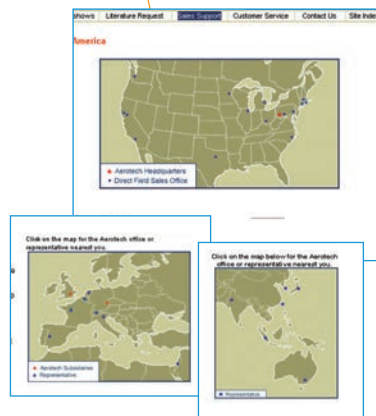 shows Literature Request Sales Support Customer Service Contact Us Site Index
America
Aerotech Headquarters
Direct Field Sales Office
Click on the map for the Aerotech office or
representative nearest you.
Aerotech Subsidiaries
Representative
Click on the map below for the Aerotech
office or representative nearest you.
Representative